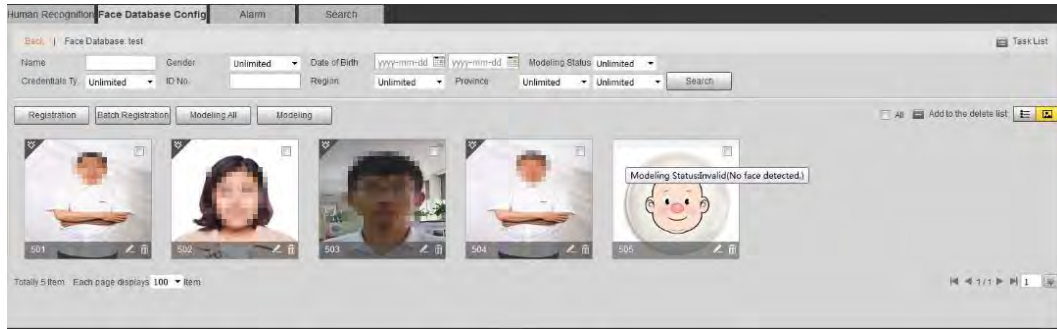 Human Recognition Face Database Config Alarm Search
Back | Face Database: test Task List
Name Gender Unlimited Date of Birth yyyy-mm-dd yyyy-mm-dd Modeling Status Unlimited
Credentials Ty. Unlimited ID No. Region Unlimited Province Unlimited Unlimited Search
Registration Batch Registration Modeling All Modeling All Add to the delete list
Modeling Status:Invalid(No face detected.)
501 502 503 504 505
Totally 5 Item Each page displays 100 Item 1/1 1